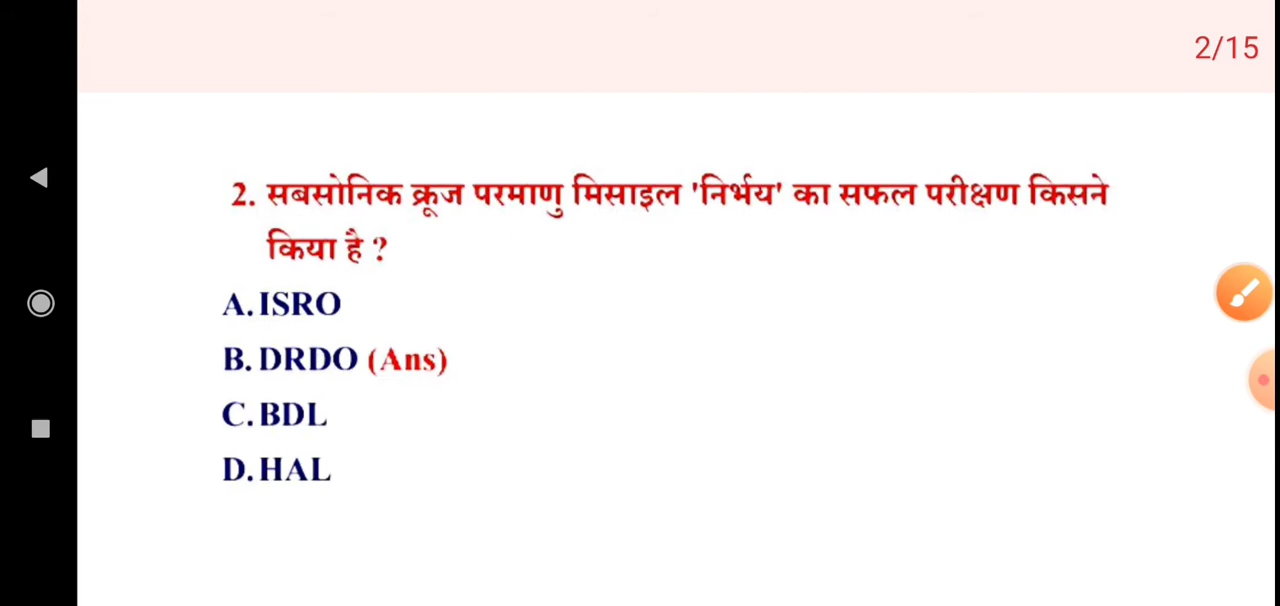 2/15
2. सबसोनिक क्रूज परमाणु मिसाइल 'निर्भय' का सफल परीक्षण किसने
किया है ?
A. ISRO
B. DRDO (Ans)
C. BDL
D. HAL